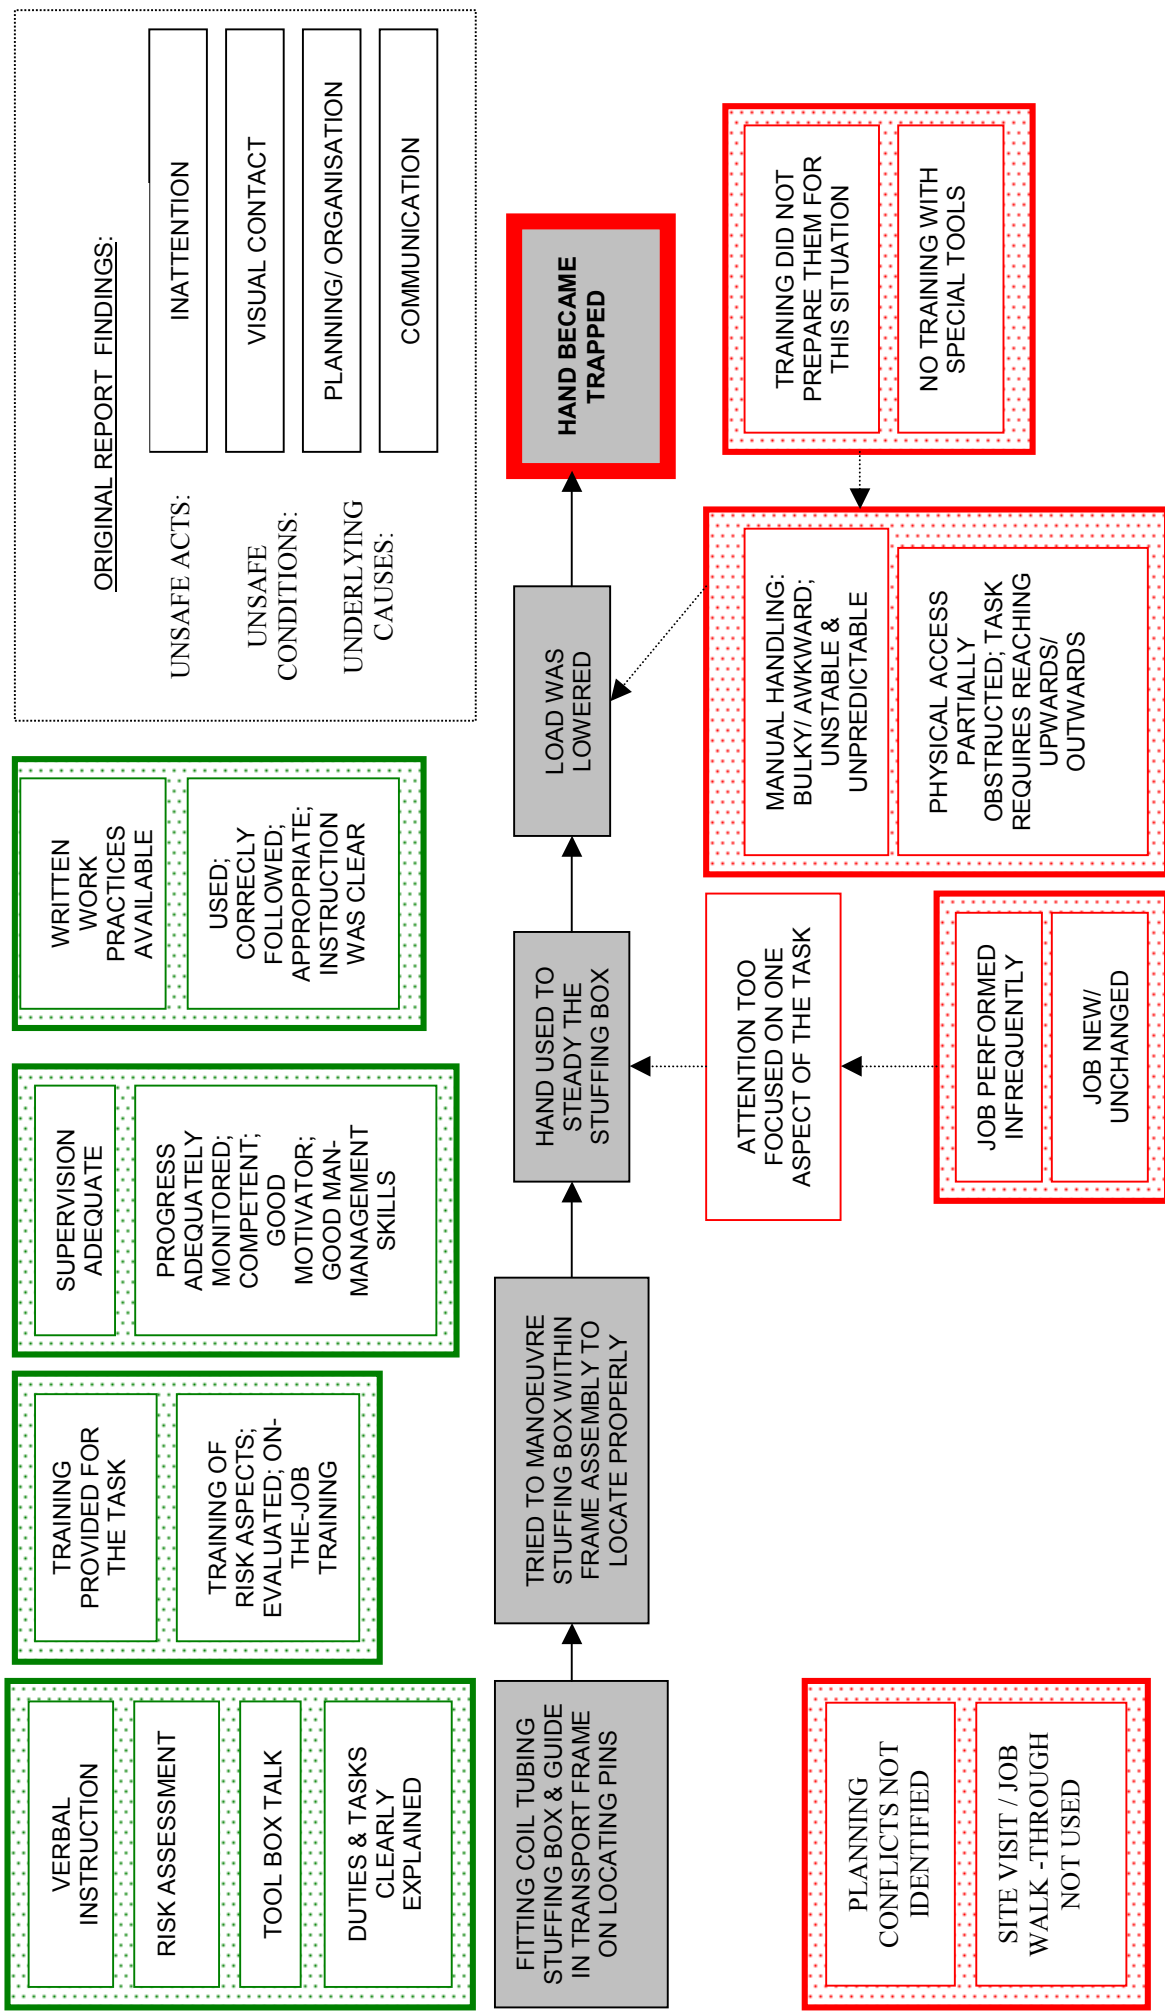 VERBAL
INSTRUCTION
RISK ASSESSMENT
TOOL BOX TALK
DUTIES & TASKS
CLEARLY
EXPLAINED
TRAINING
PROVIDED FOR
THE TASK
TRAINING OF
RISK ASPECTS;
EVALUATED; ON-
THE-JOB
TRAINING
SUPERVISION
ADEQUATE
PROGRESS
ADEQUATELY
MONITORED;
COMPETENT;
GOOD
MOTIVATOR;
GOOD MAN-
MANAGEMENT
SKILLS
WRITTEN
WORK
PRACTICES
AVAILABLE
USED;
CORRECLY
FOLLOWED;
APPROPRIATE;
INSTRUCTION
WAS CLEAR
ORIGINAL REPORT FINDINGS:
UNSAFE ACTS:
INATTENTION
UNSAFE
CONDITIONS:
VISUAL CONTACT
UNDERLYING
CAUSES:
PLANNING/ ORGANISATION
COMMUNICATION
FITTING COIL TUBING
STUFFING BOX & GUIDE
IN TRANSPORT FRAME
ON LOCATING PINS
TRIED TO MANOEUVRE
STUFFING BOX WITHIN
FRAME ASSEMBLY TO
LOCATE PROPERLY
HAND USED TO
STEADY THE
STUFFING BOX
LOAD WAS
LOWERED
HAND BECAME
TRAPPED
PLANNING
CONFLICTS NOT
IDENTIFIED
SITE VISIT / JOB
WALK -THROUGH
NOT USED
ATTENTION TOO
FOCUSED ON ONE
ASPECT OF THE TASK
JOB PERFORMED
INFREQUENTLY
JOB NEW/
UNCHANGED
MANUAL HANDLING:
BULKY/ AWKWARD;
UNSTABLE &
UNPREDICTABLE
PHYSICAL ACCESS
PARTIALLY
OBSTRUCTED; TASK
REQUIRES REACHING
UPWARDS/
OUTWARDS
TRAINING DID NOT
PREPARE THEM FOR
THIS SITUATION
NO TRAINING WITH
SPECIAL TOOLS